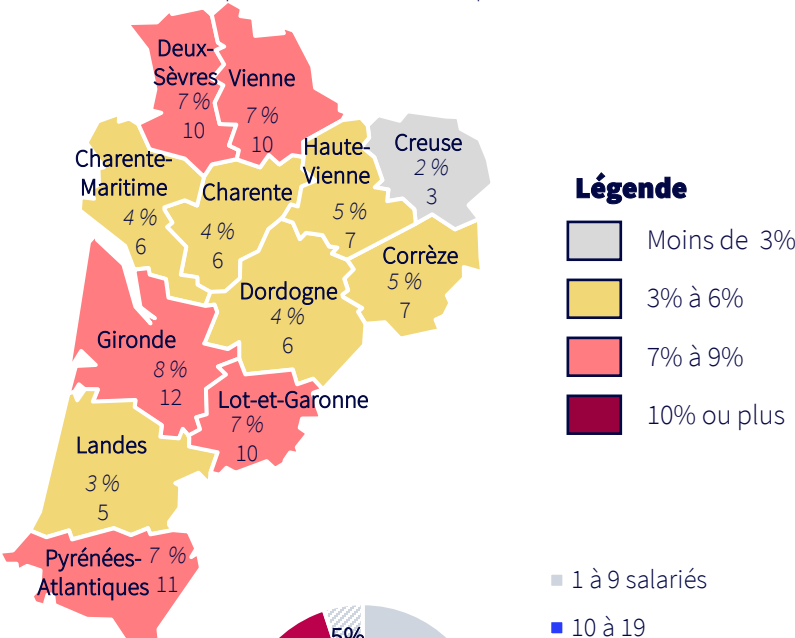 Deux-
Sèvres
7 %
10
Vienne
7 %
10
Charente-
Maritime
4 %
6
Charente
4 %
6
Haute-
Vienne
5 %
7
Creuse
2 %
3
Corrèze
5 %
7
Dordogne
4 %
6
Gironde
8 %
12
Lot-et-Garonne
7 %
10
Landes
3 %
5
Pyrénées-
Atlantiques
7 %
11
Légende
Moins de 3%
3% à 6%
7% à 9%
10% ou plus
1 à 9 salariés
10 à 19
5%